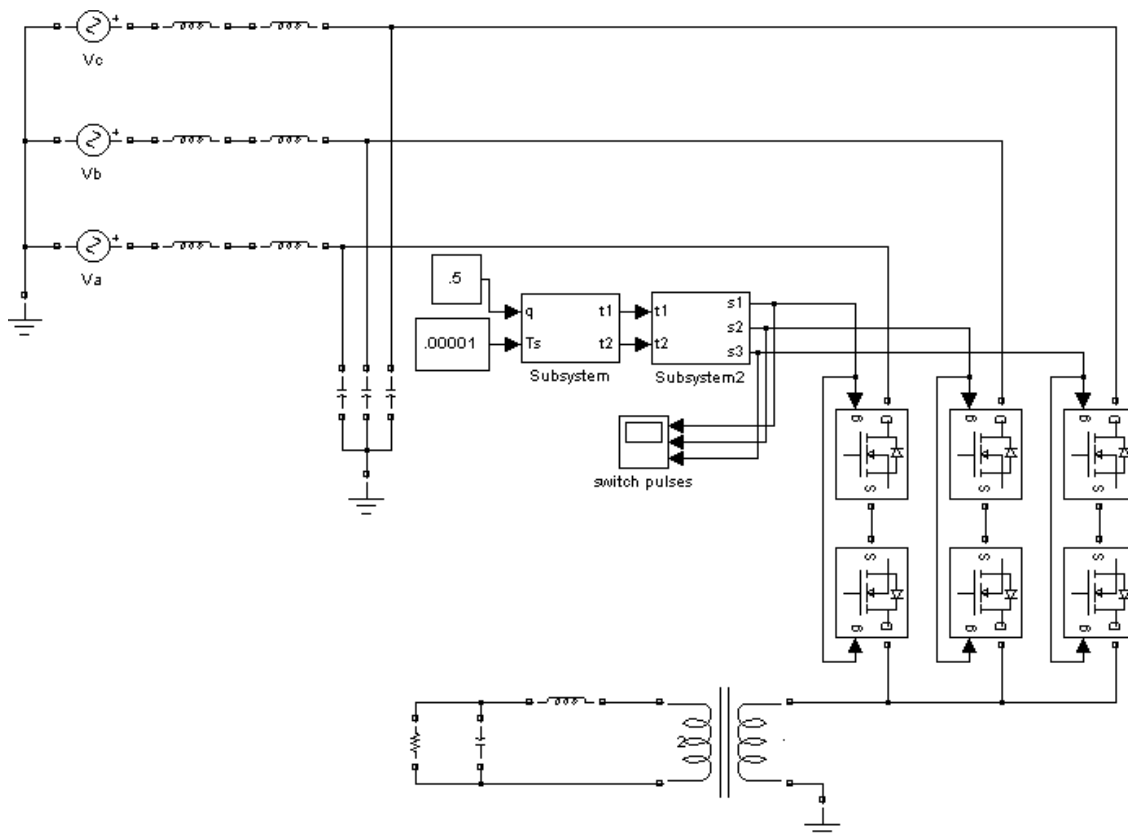 +
Vc
+
Vb
+
Va
.5
q t1 t1 s1
s2
.00001
Ts t2 t2 s3
Subsystem Subsystem2
g D g D g D
switch pulses
S S S
S S S
g D g D g D
2